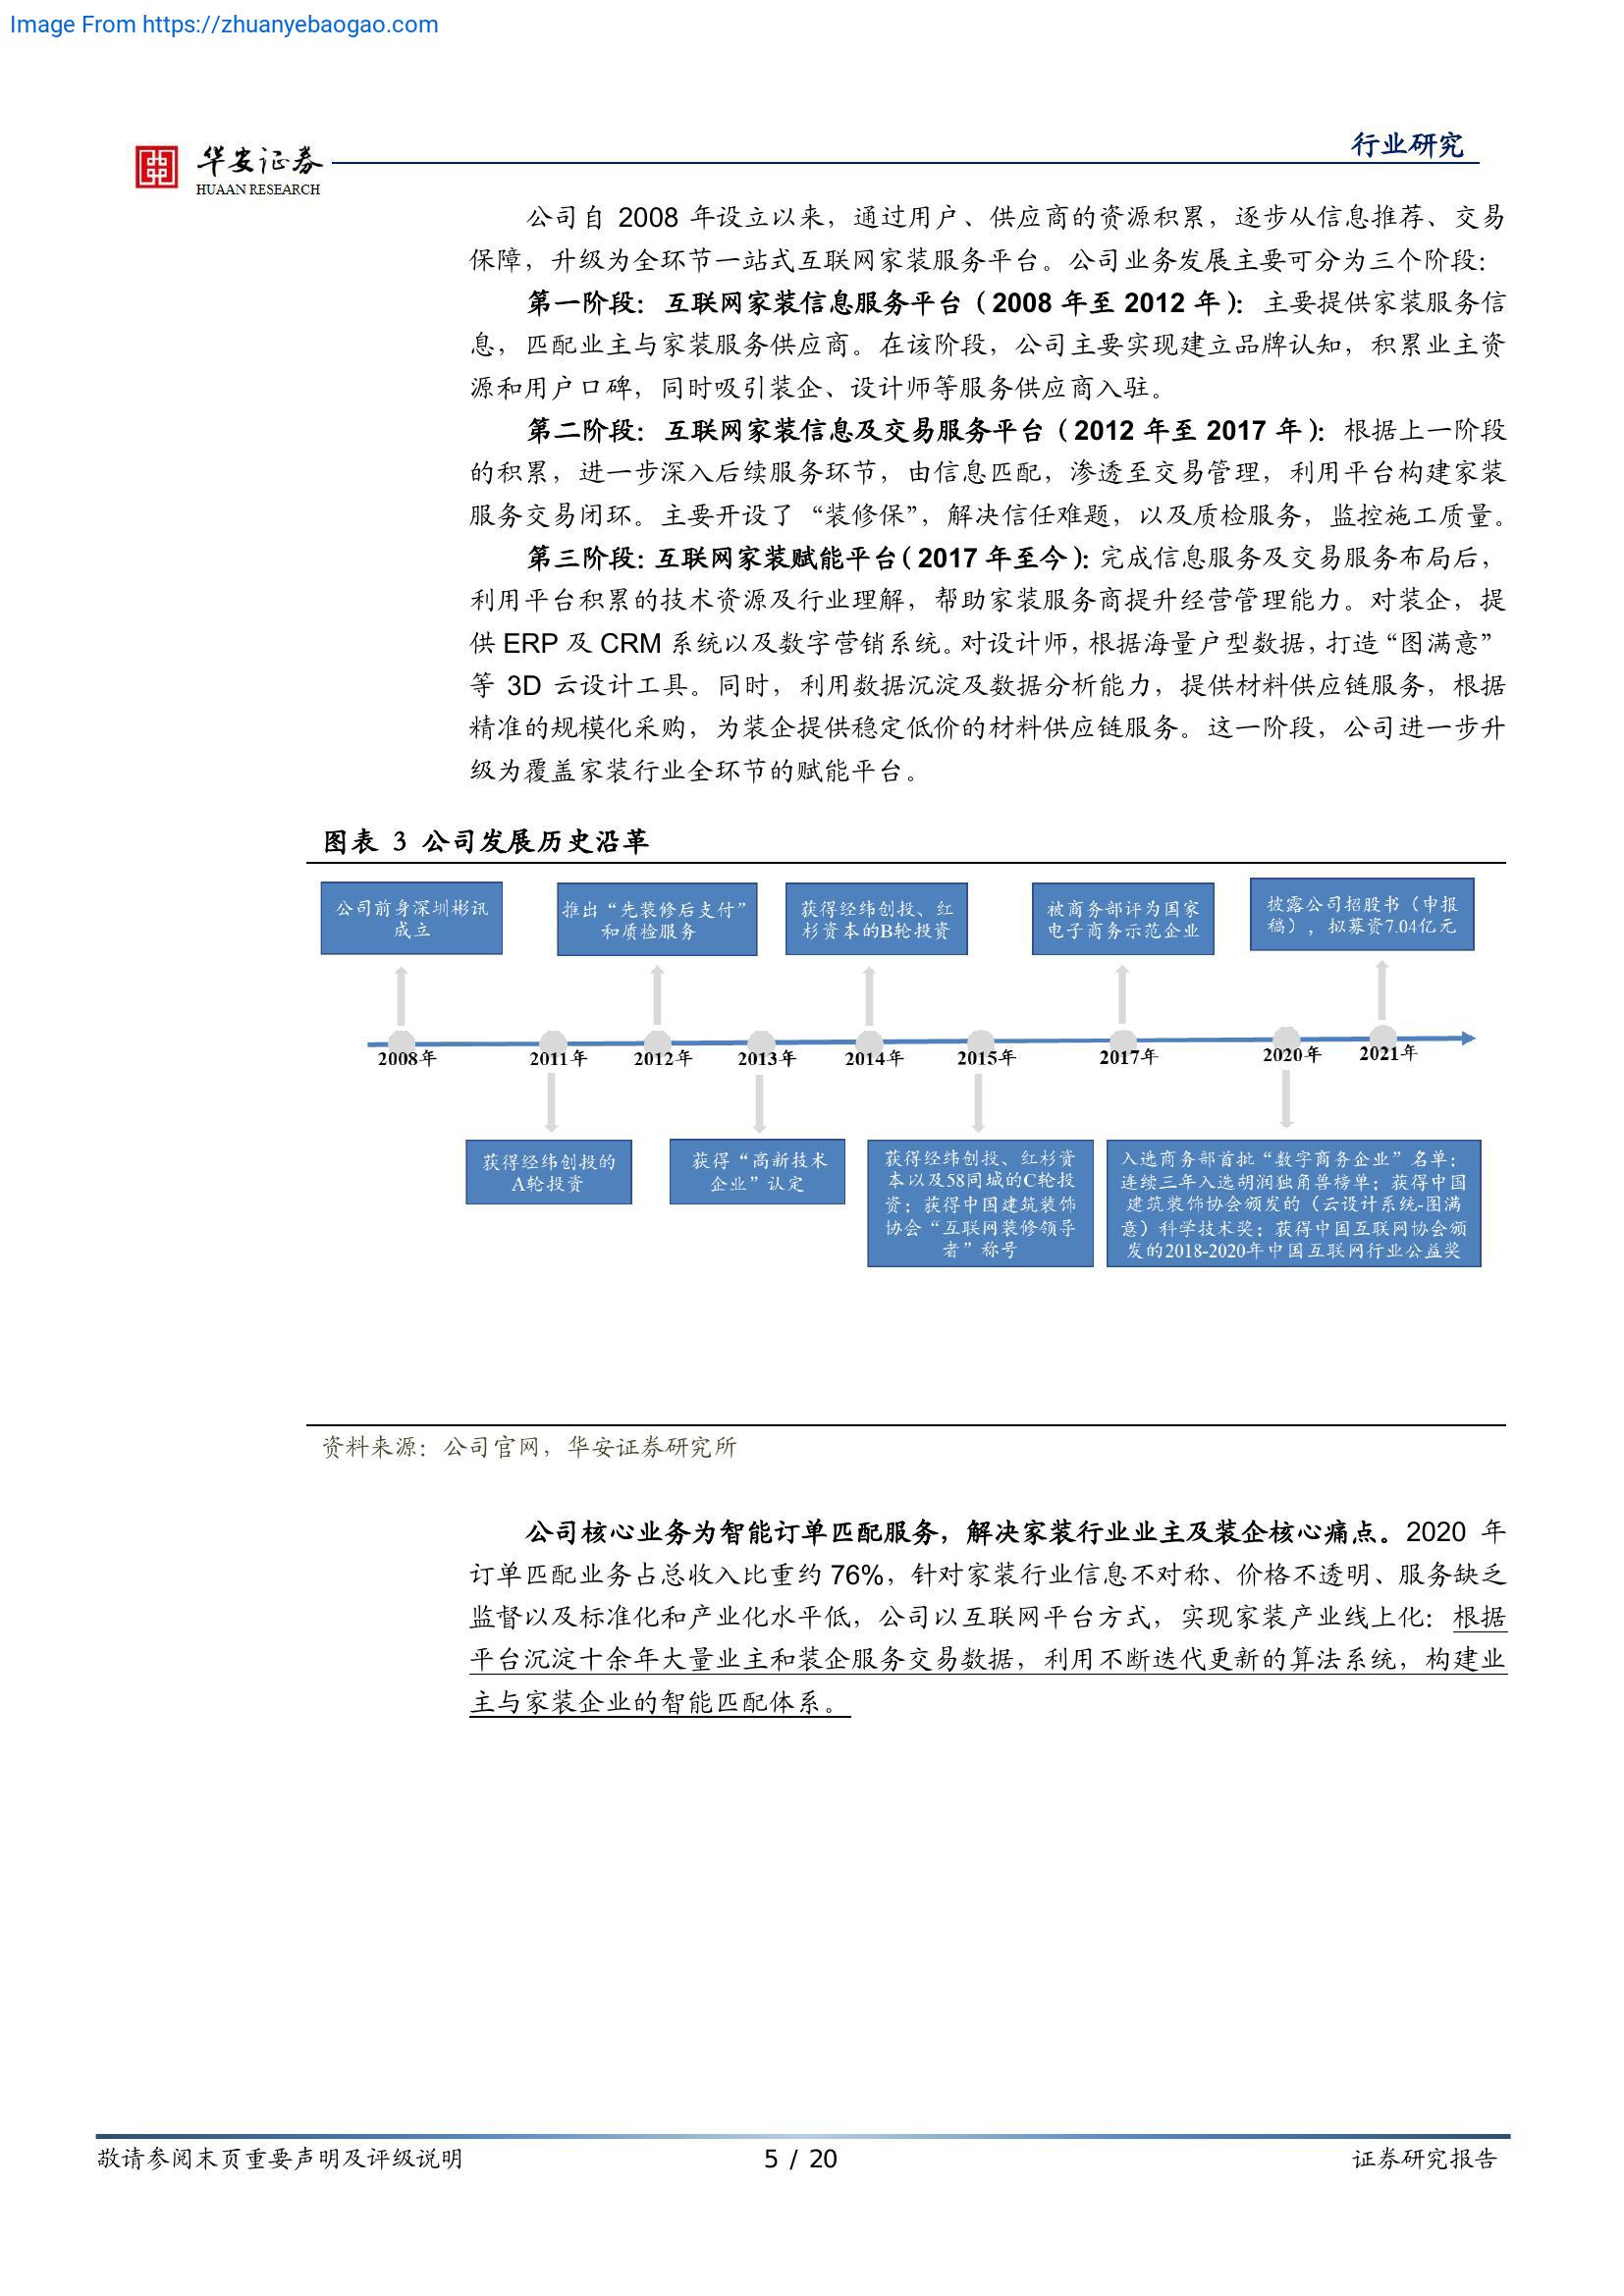 Image From https://zhuanyebaogao.com
华安证券
HUAAN RESEARCH
行业研究
公司自 2008 年设立以来，通过用户、供应商的资源积累，逐步从信息推荐、交易
保障，升级为全环节一站式互联网家装服务平台。公司业务发展主要可分为三个阶段：
第一阶段：互联网家装信息服务平台（2008 年至 2012 年）：主要提供家装服务信
息，匹配业主与家装服务供应商。在该阶段，公司主要实现建立品牌认知，积累业主资
源和用户口碑，同时吸引装企、设计师等服务供应商入驻。
第二阶段：互联网家装信息及交易服务平台（2012 年至 2017 年）：根据上一阶段
的积累，进一步深入后续服务环节，由信息匹配，渗透至交易管理，利用平台构建家装
服务交易闭环。主要开设了“装修保”，解决信任难题，以及质检服务，监控施工质量。
第三阶段：互联网家装赋能平台（2017 年至今）：完成信息服务及交易服务布局后，
利用平台积累的技术资源及行业理解，帮助家装服务商提升经营管理能力。对装企，提
供 ERP 及 CRM 系统以及数字营销系统。对设计师，根据海量户型数据，打造“图满意”
等 3D 云设计工具。同时，利用数据沉淀及数据分析能力，提供材料供应链服务，根据
精准的规模化采购，为装企提供稳定低价的材料供应链服务。这一阶段，公司进一步升
级为覆盖家装行业全环节的赋能平台。
图表 3 公司发展历史沿革
公司前身深圳彬讯
成立
推出“先装修后支付”
和质检服务
获得经纬创投、红
杉资本的B轮投资
被商务部评为国家
电子商务示范企业
披露公司招股书（申报
稿），拟募资7.04亿元
2008年
2011年
2012年
2013年
2014年
2015年
2017年
2020年
2021年
获得经纬创投的
A轮投资
获得“高新技术
企业”认定
获得经纬创投、红杉资
本以及58同城的C轮投
资；获得中国建筑装饰
协会“互联网装修领导
者”称号
入选商务部首批“数字商务企业”名单；
连续三年入选胡润独角兽榜单；获得中国
建筑装饰协会颁发的（云设计系统-图满
意）科学技术奖；获得中国互联网协会颁
发的2018-2020年中国互联网行业公益奖
资料来源：公司官网，华安证券研究所
公司核心业务为智能订单匹配服务，解决家装行业业主及装企核心痛点。2020 年
订单匹配业务占总收入比重约 76%，针对家装行业信息不对称、价格不透明、服务缺乏
监督以及标准化和产业化水平低，公司以互联网平台方式，实现家装产业线上化：根据
平台沉淀十余年大量业主和装企服务交易数据，利用不断迭代更新的算法系统，构建业
主与家装企业的智能匹配体系。
敬请参阅末页重要声明及评级说明
5 / 20
证券研究报告